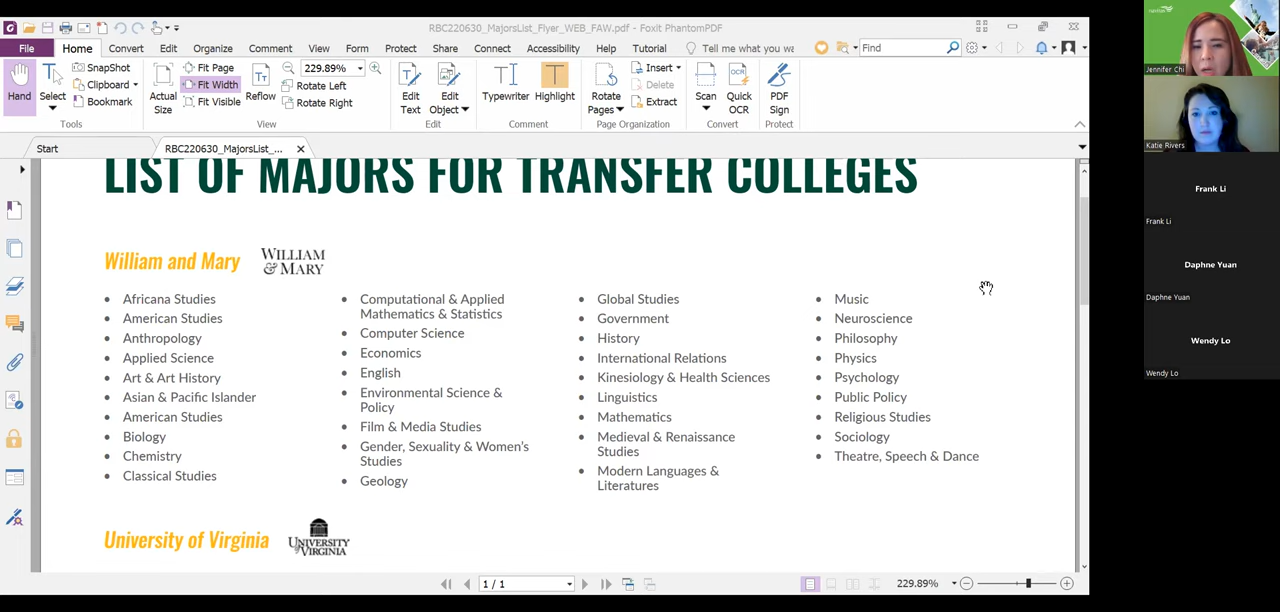 RBC220630_MajorsList_Flyer_WEB_FAW.pdf - Foxit PhantomPDF
File Home Convert Edit Organize Comment View Form Protect Share Connect Accessibility Help Tutorial Tell me what you wa Find
Hand
Select
SnapShot
Clipboard
Bookmark
Tools
Actual
Size
Fit Page
Fit Width
Fit Visible
Reflow
229.89%
Rotate Left
Rotate Right
View
Edit
Text
Edit
Object
Edit
Typewriter
Highlight
Comment
Rotate
Pages
Insert
Delete
Extract
Page Organization
Scan
Quick
OCR
Convert
PDF
Sign
Protect
Start
RBC220630_MajorsList_...
LIST OF MAJORS FOR TRANSFER COLLEGES
William and Mary
WILLIAM
& MARY
• Africana Studies
• American Studies
• Anthropology
• Applied Science
• Art & Art History
• Asian & Pacific Islander
• American Studies
• Biology
• Chemistry
• Classical Studies
• Computational & Applied
Mathematics & Statistics
• Computer Science
• Economics
• English
• Environmental Science &
Policy
• Film & Media Studies
• Gender, Sexuality & Women's
Studies
• Geology
• Global Studies
• Government
• History
• International Relations
• Kinesiology & Health Sciences
• Linguistics
• Mathematics
• Medieval & Renaissance
Studies
• Modern Languages &
Literatures
• Music
• Neuroscience
• Philosophy
• Physics
• Psychology
• Public Policy
• Religious Studies
• Sociology
• Theatre, Speech & Dance
University of Virginia
UNIVERSITY
of VIRGINIA
1 / 1
229.89%
Jennifer Chi
Katie Rivers
Frank Li
Frank Li
Daphne Yuan
Daphne Yuan
Wendy Lo
Wendy Lo